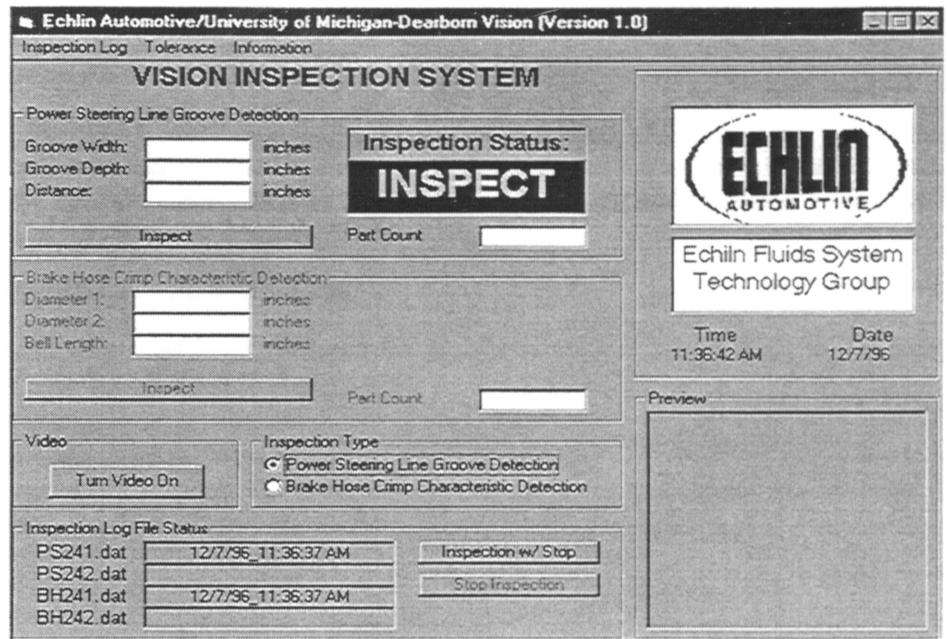 Echlin Automotive/University of Michigan-Dearborn Vision (Version 1.0)
Inspection Log Tolerance Information
VISION INSPECTION SYSTEM
Power Steering Line Groove Detection
Groove Width: inches
Groove Depth: inches
Distance: inches
Inspect
Inspection Status:
INSPECT
Part Count
Brake Hose Crimp Characteristic Detection
Diameter 1: inches
Diameter 2: inches
Bell Length: inches
Inspect
Part Count
Video
Turn Video On
Inspection Type
Power Steering Line Groove Detection
Brake Hose Crimp Characteristic Detection
Inspection Log File Status
PS241.dat 12/7/96_11:36:37 AM
PS242.dat
BH241.dat 12/7/96_11:36:37 AM
BH242.dat
Inspection w/ Stop
Stop Inspection
ECHLIN
AUTOMOTIVE
Echiln Fluids System
Technology Group
Time Date
11:36:42 AM 12/7/96
Preview